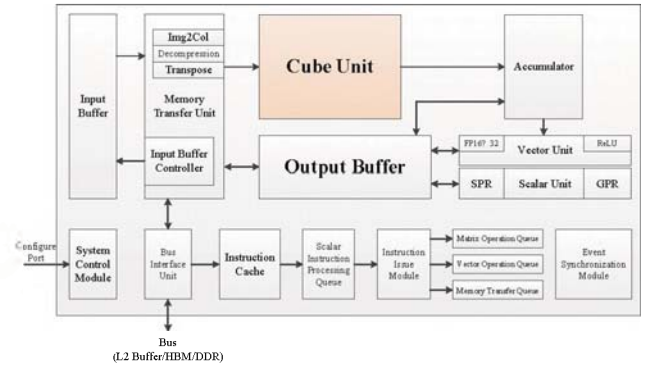 Img2Col
Decompression
Transpose
Cube Unit
Accumulator
Input
Buffer
Memory
Transfer Unit
Input Buffer
Controller
Output Buffer
FP16? 32
Vector Unit
ReLU
SPR
Scalar Unit
GPR
Configure
Port
System
Control
Module
Bus
Interface
Unit
Instruction
Cache
Scalar
Instruction
Processing
Queue
Instruction
Issue
Module
Matrix Operation Queue
Vector Operation Queue
Memory Transfer Queue
Event
Synchronization
Module
Bus
(L2 Buffer/HBM/DDR)